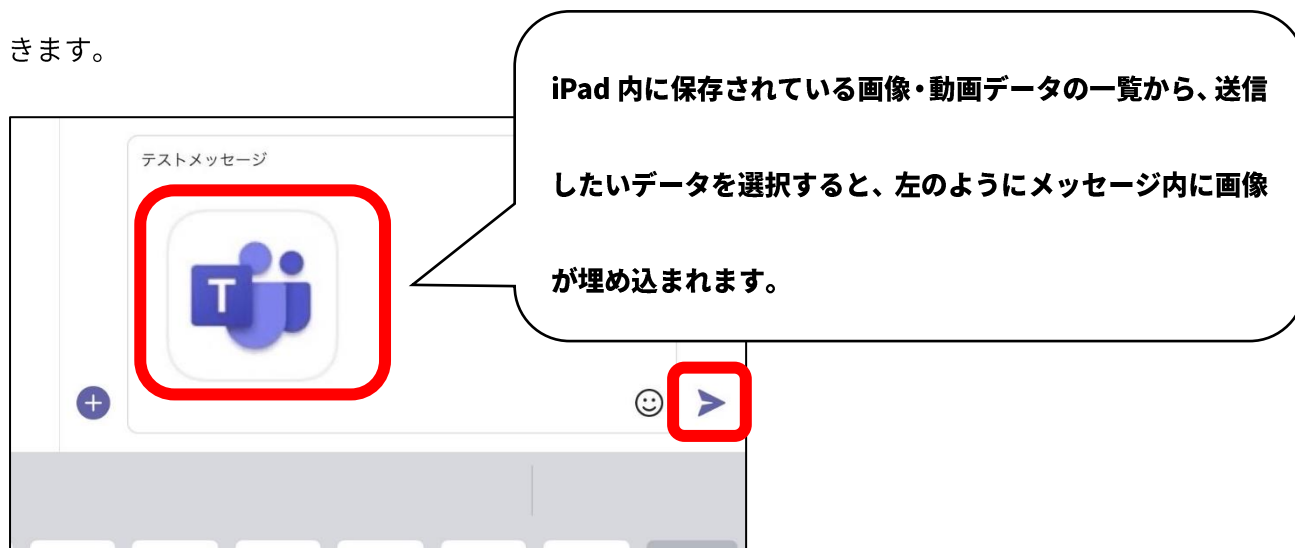 きます。
iPad 内に保存されている画像・動画データの一覧から、送信
したいデータを選択すると、左のようにメッセージ内に画像
が埋め込まれます。
テストメッセージ
T